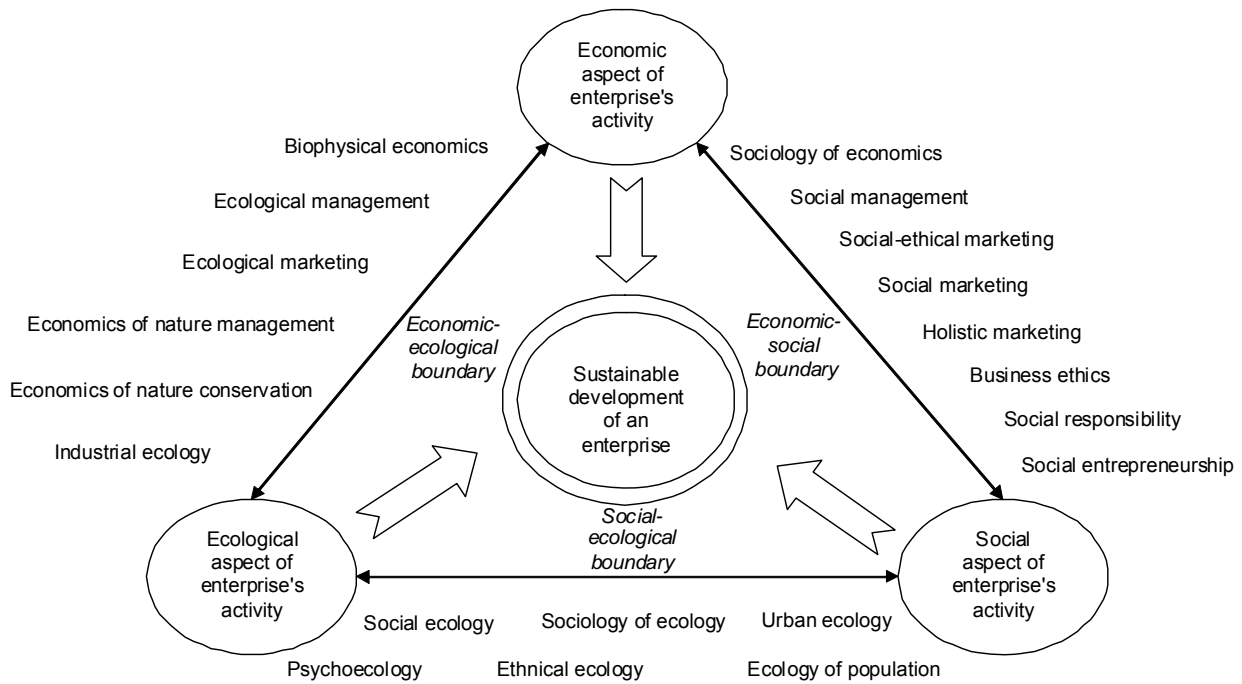 Economic
aspect of
enterprise's
activity
Biophysical economics
Ecological management
Ecological marketing
Economics of nature management
Economics of nature conservation
Industrial ecology
Sociology of economics
Social management
Social-ethical marketing
Social marketing
Holistic marketing
Business ethics
Social responsibility
Social entrepreneurship
Economic-
ecological
boundary
Economic-
social
boundary
Sustainable
development
of an
enterprise
Social-
ecological
boundary
Ecological
aspect of
enterprise's
activity
Social
aspect of
enterprise's
activity
Social ecology
Sociology of ecology
Urban ecology
Psychoecology
Ethnical ecology
Ecology of population